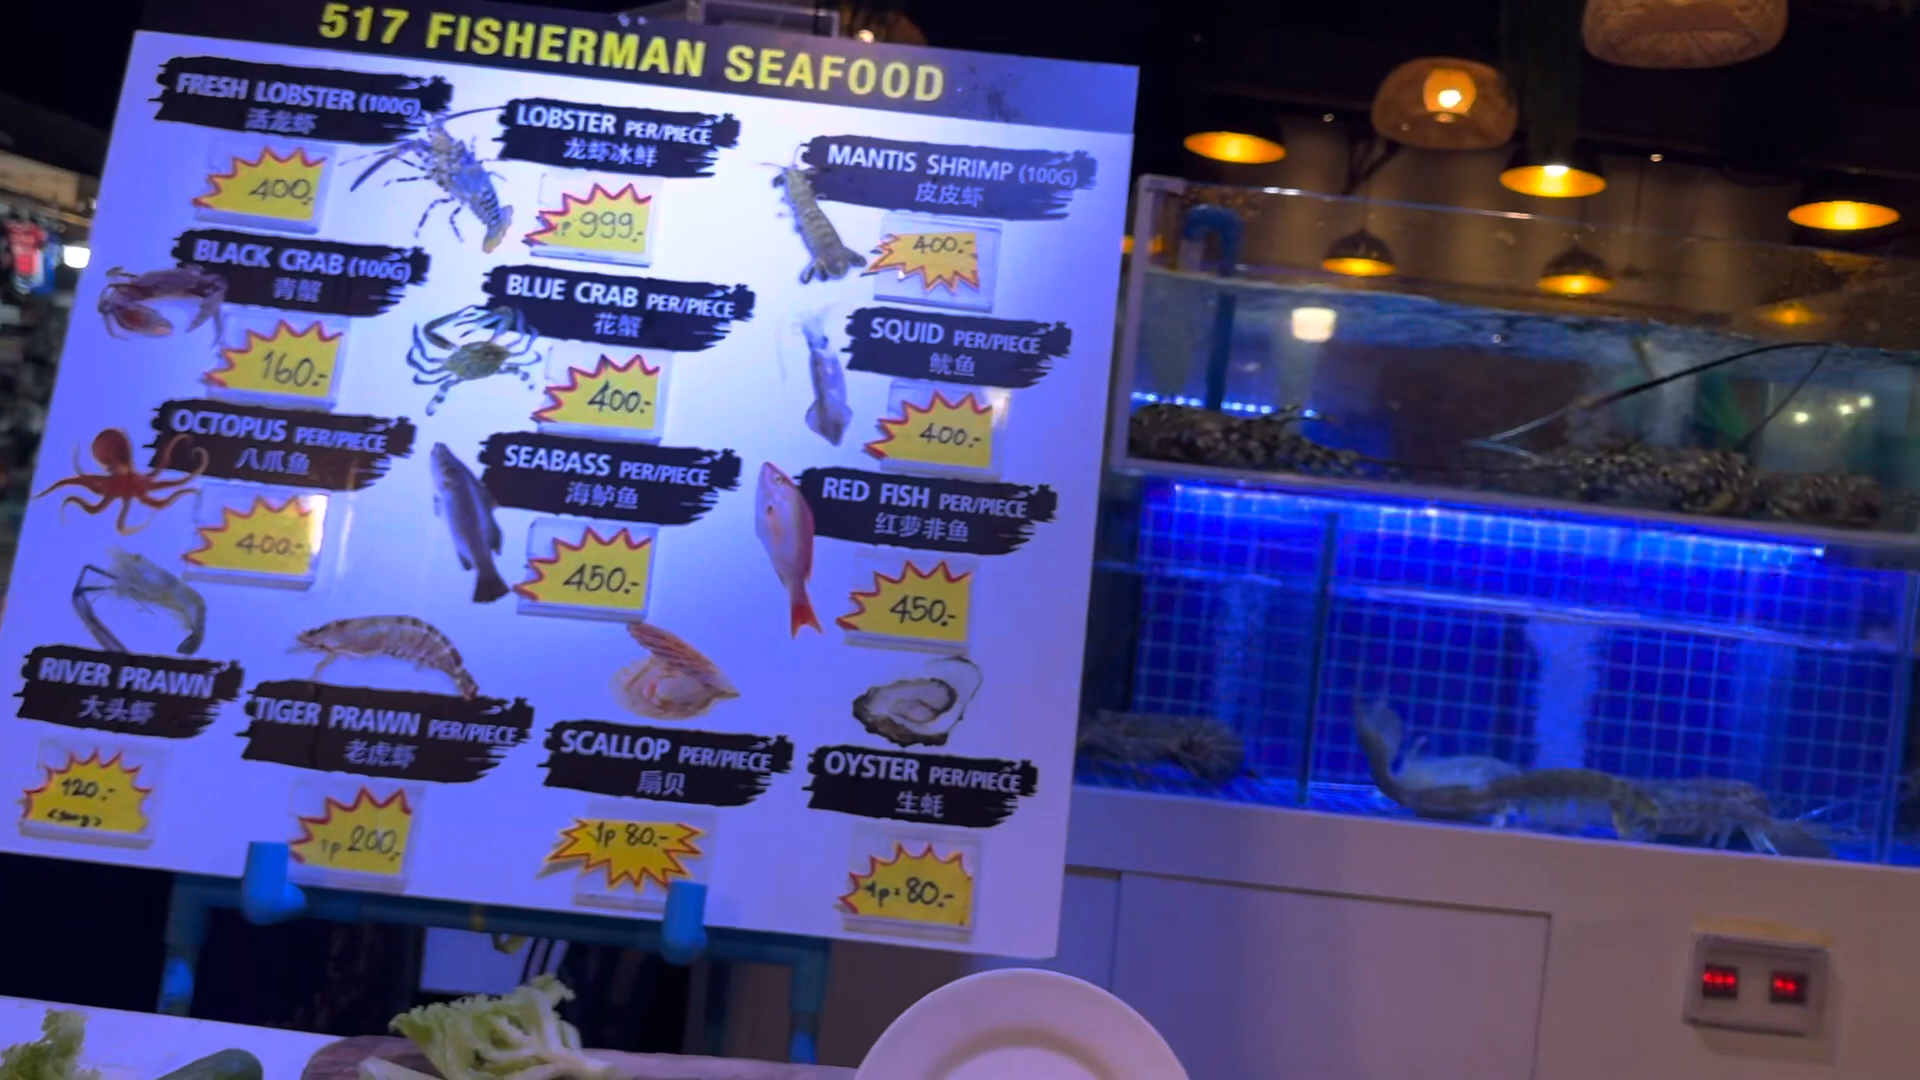 517 FISHERMAN SEAFOOD
FRESH LOBSTER (100G)
活龙虾
400.-
LOBSTER PER/PIECE
龙虾冰鲜
1P 999.-
MANTIS SHRIMP (100G)
皮皮虾
400.-
BLACK CRAB (100G)
青蟹
160.-
BLUE CRAB PER/PIECE
花蟹
400.-
SQUID PER/PIECE
鱿鱼
400.-
OCTOPUS PER/PIECE
八爪鱼
400.-
SEABASS PER/PIECE
海鲈鱼
450.-
RED FISH PER/PIECE
红萝非鱼
450.-
RIVER PRAWN
大头虾
120.-
TIGER PRAWN PER/PIECE
老虎虾
1p 200.-
SCALLOP PER/PIECE
扇贝
1p 80.-
OYSTER PER/PIECE
生蚝
1p = 80.-